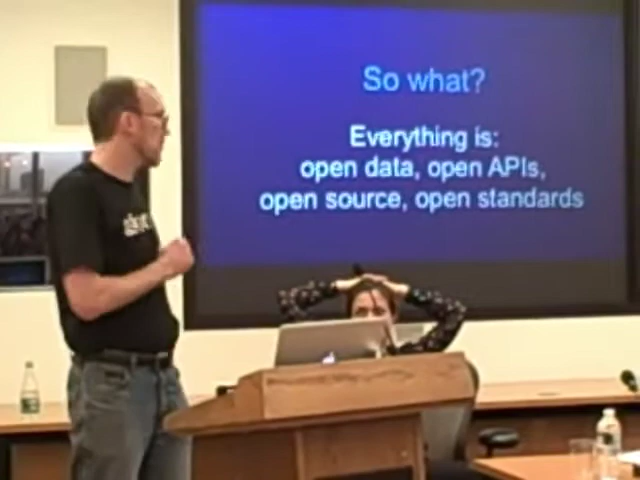 So what?
Everything is:
open data, open APIs,
open source, open standards